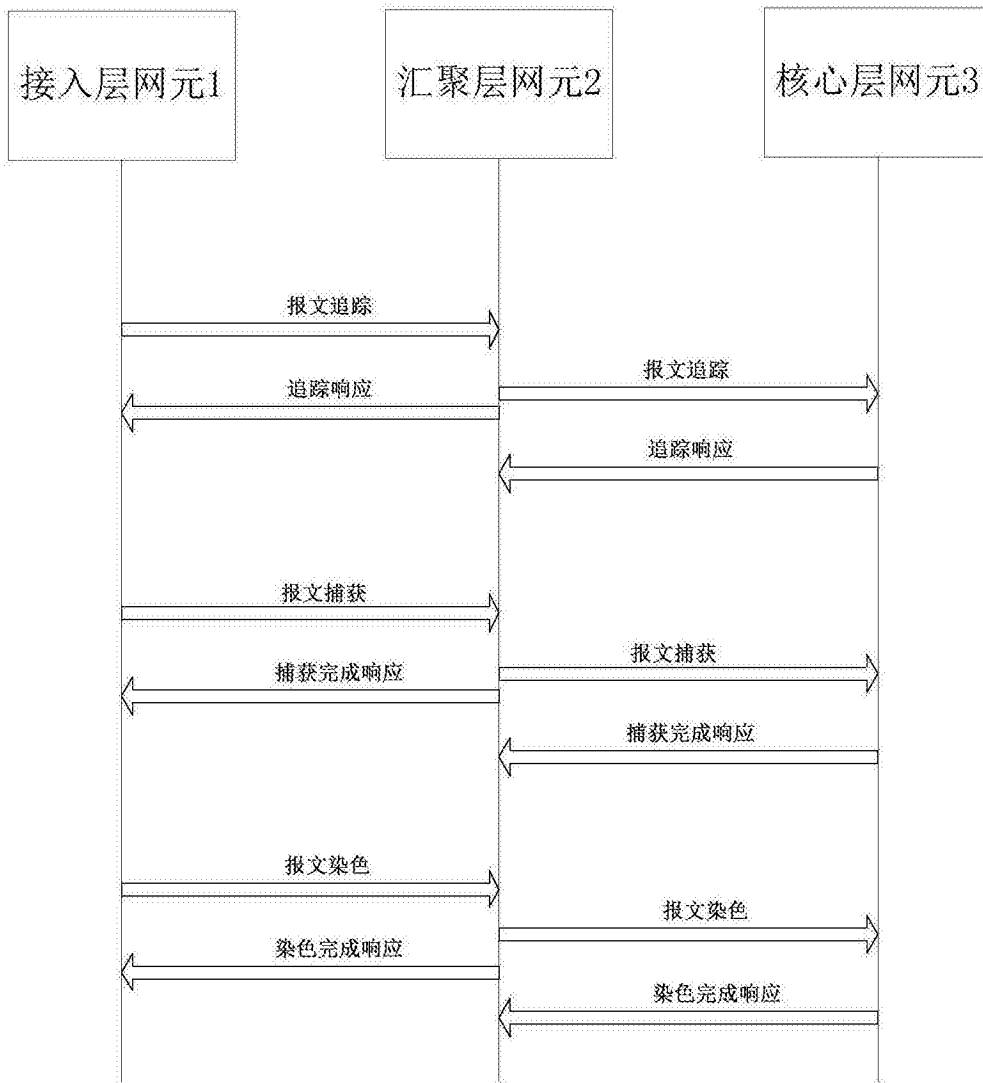 接入层网元1
汇聚层网元2
核心层网元3
报文追踪
报文追踪
追踪响应
追踪响应
报文捕获
报文捕获
捕获完成响应
捕获完成响应
报文染色
报文染色
染色完成响应
染色完成响应